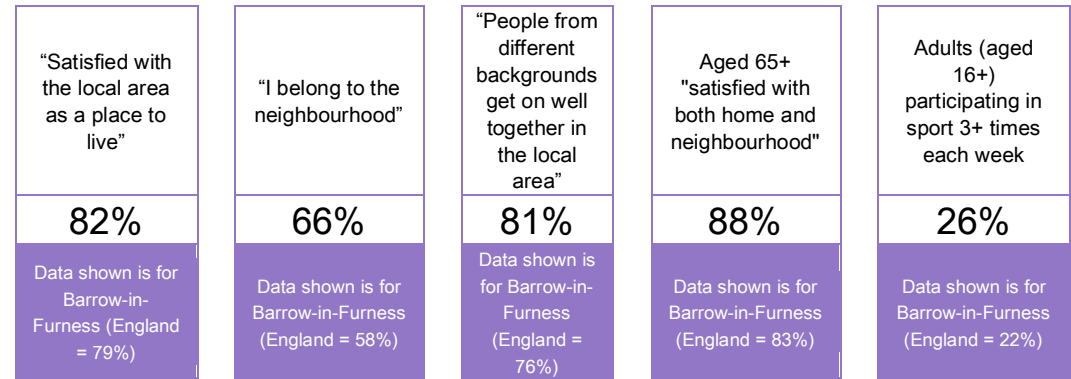 “Satisfied with
the local area
as a place to
live”
82%
Data shown is for
Barrow-in-
Furness (England
= 79%)
“I belong to the
neighbourhood”
66%
Data shown is for
Barrow-in-Furness
(England = 58%)
“People from
different
backgrounds
get on well
together in
the local
area”
81%
Data shown is
for Barrow-in-
Furness
(England =
76%)
Aged 65+
"satisfied with
both home and
neighbourhood"
88%
Data shown is for
Barrow-in-Furness
(England = 83%)
Adults (aged
16+)
participating in
sport 3+ times
each week
26%
Data shown is for
Barrow-in-Furness
(England = 22%)